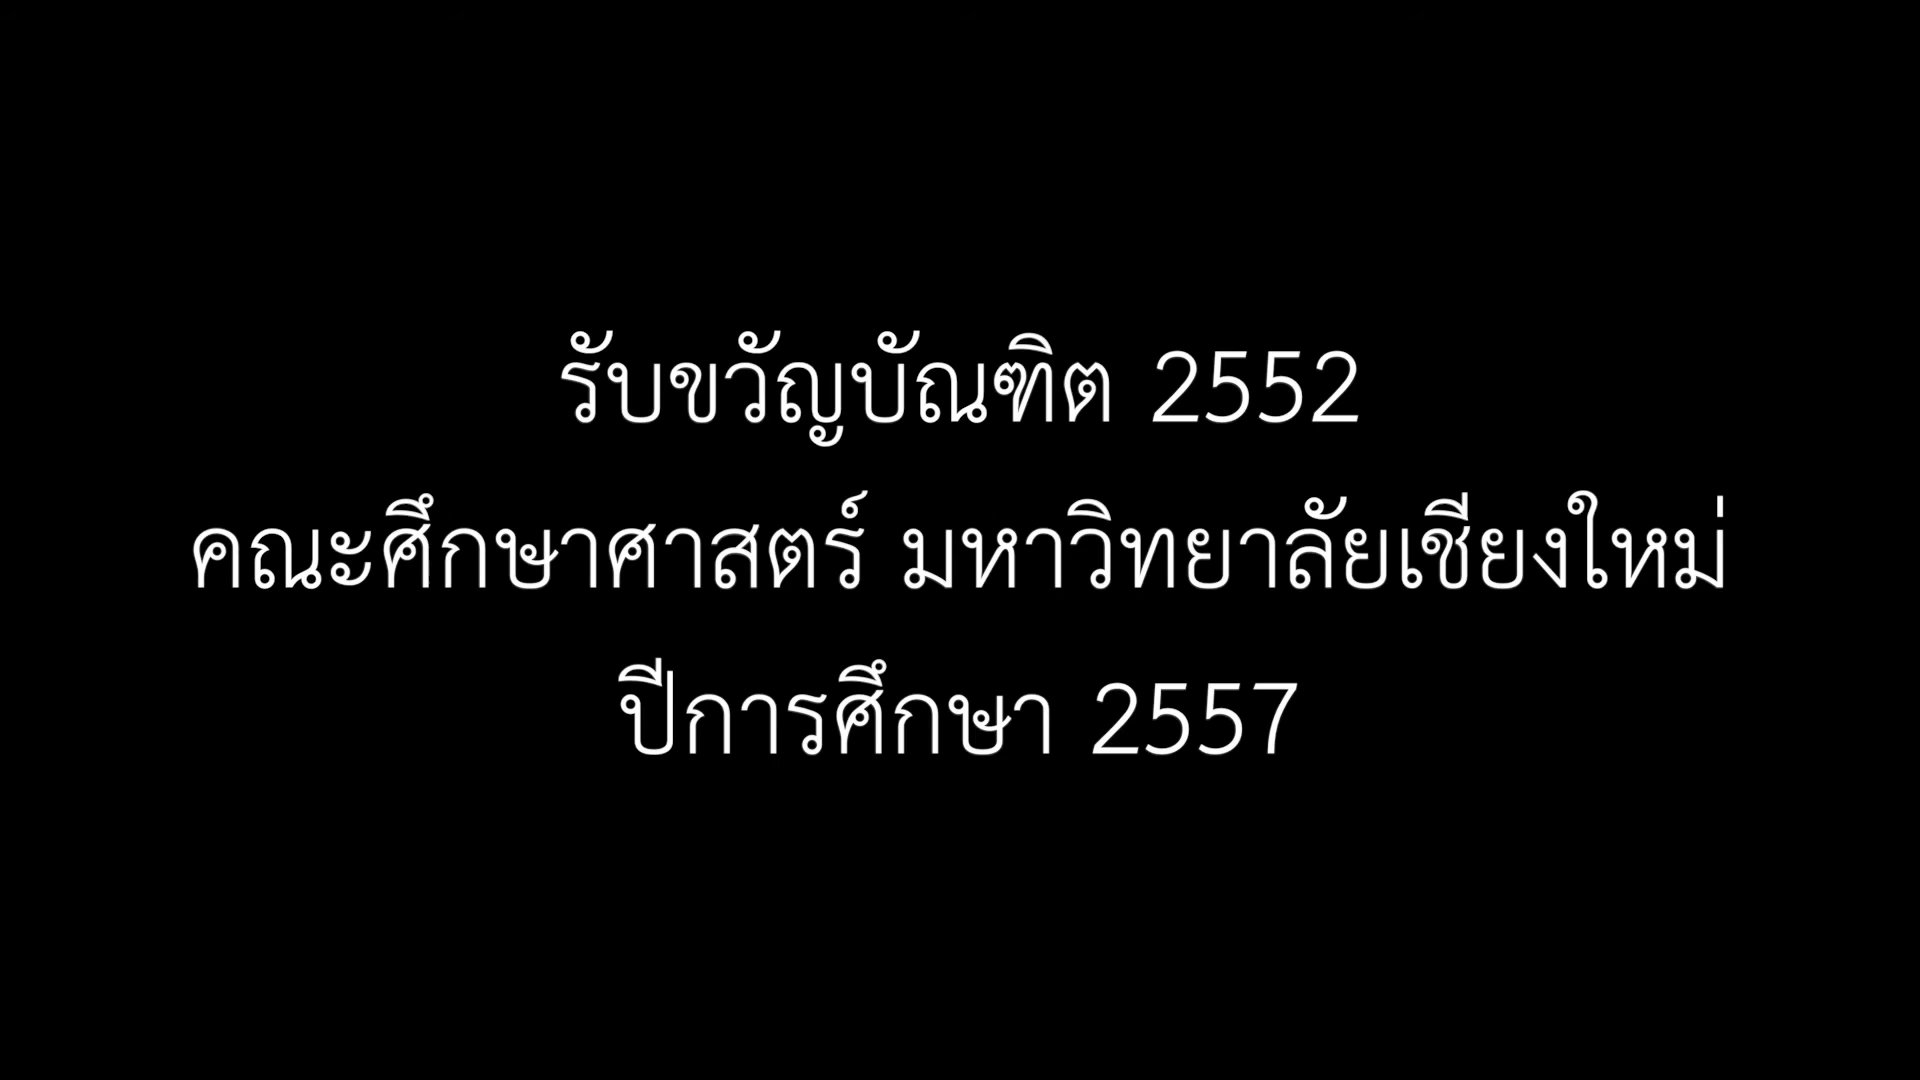 รับขวัญบัณฑิต 2552
คณะศึกษาศาสตร์ มหาวิทยาลัยเชียงใหม่
ปีการศึกษา 2557